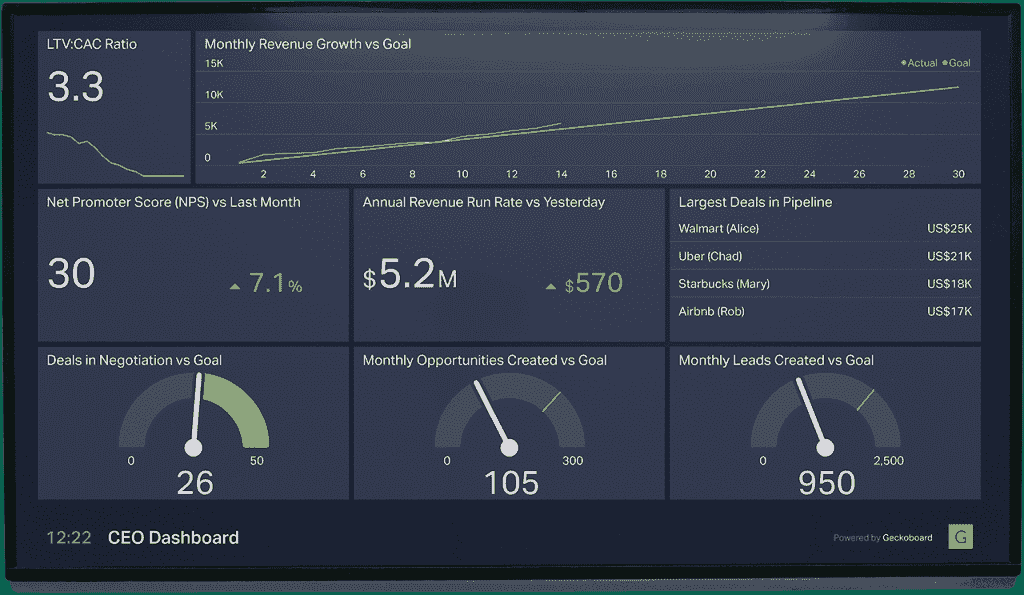 LTV:CAC Ratio
3.3
Monthly Revenue Growth vs Goal
15K
Actual Goal
10K
5K
0
2 4 6 8 10 12 14 16 18 20 22 24 26 28 30
Net Promoter Score (NPS) vs Last Month
30
7.1%
Annual Revenue Run Rate vs Yesterday
$5.2M
$570
Largest Deals in Pipeline
Walmart (Alice) US$25K
Uber (Chad) US$21K
Starbucks (Mary) US$18K
Airbnb (Rob) US$17K
Deals in Negotiation vs Goal
0 50
26
Monthly Opportunities Created vs Goal
0 300
105
Monthly Leads Created vs Goal
0 2,500
950
12:22 CEO Dashboard
Powered by Geckoboard G